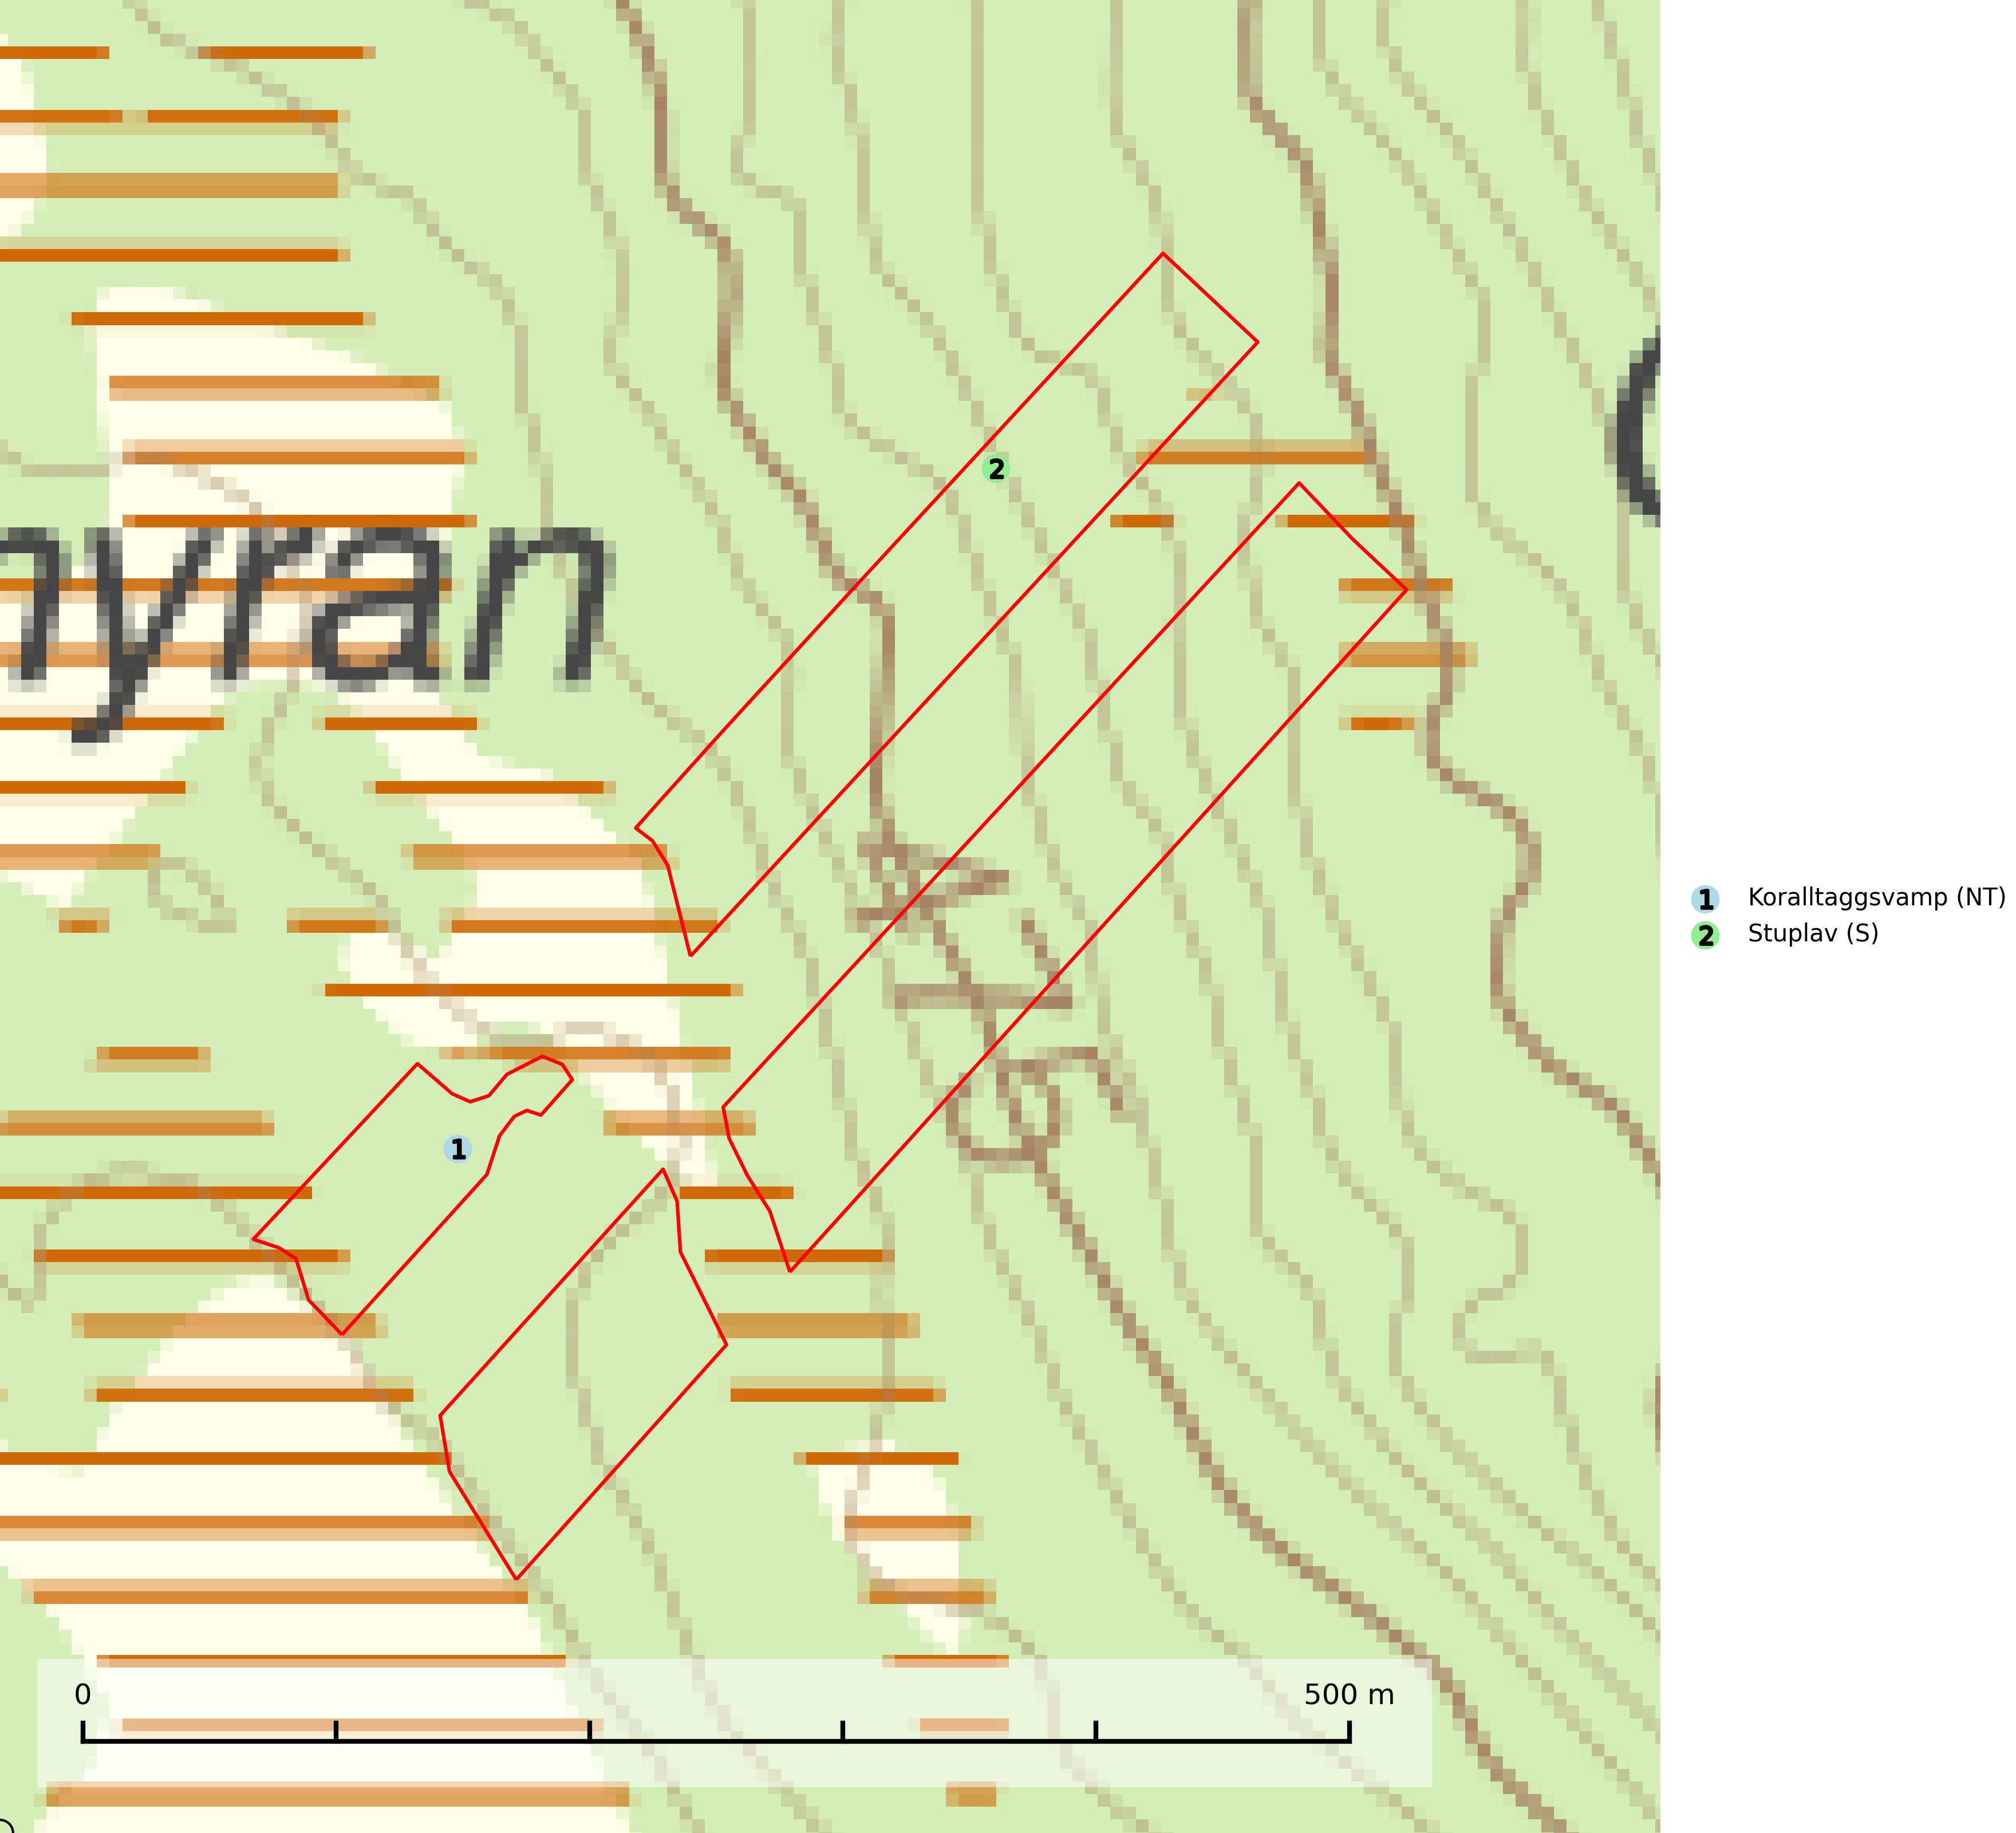 nyran
2
1
1 Koralltaggsvamp (NT)
2 Stuplav (S)
0 500 m